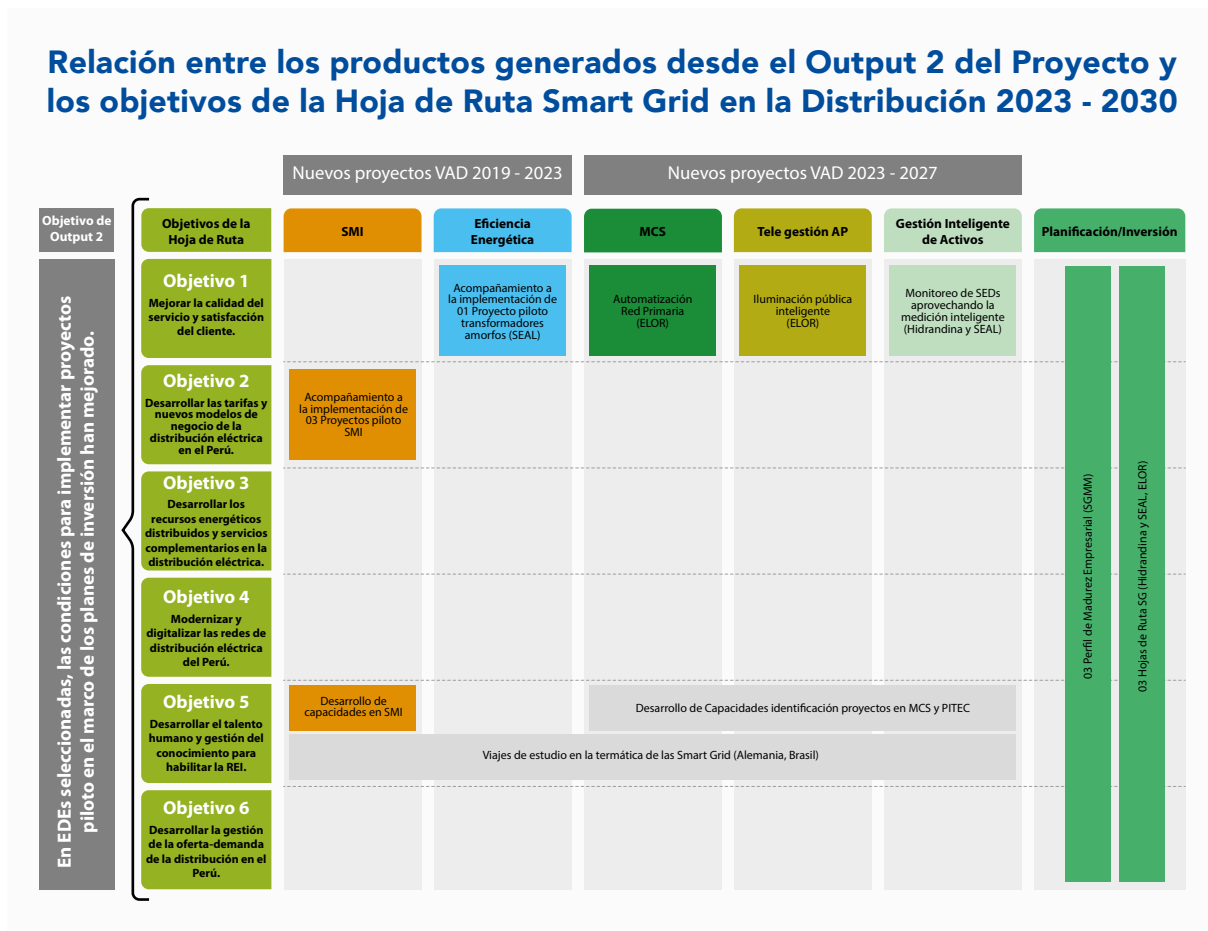 Relación entre los productos generados desde el Output 2 del Proyecto y
los objetivos de la Hoja de Ruta Smart Grid en la Distribución 2023 - 2030
Nuevos proyectos VAD 2019 - 2023
Nuevos proyectos VAD 2023 - 2027
Objetivo de
Output 2
Objetivos de la
Hoja de Ruta
SMI
Eficiencia
Energética
MCS
Tele gestión AP
Gestión Inteligente
de Activos
Planificación/Inversión
En EDEs seleccionadas, las condiciones para implementar proyectos
piloto en el marco de los planes de inversión han mejorado.
Objetivo 1
Mejorar la calidad del
servicio y satisfacción
del cliente.
Acompañamiento a
la implementación de
01 Proyecto piloto
transformadores
amorfos (SEAL)
Automatización
Red Primaria
(ELOR)
Iluminación pública
inteligente
(ELOR)
Monitoreo de SEDs
aprovechando la
medición inteligente
(Hidrandina y SEAL)
Objetivo 2
Desarrollar las tarifas y
nuevos modelos de
negocio de la
distribución eléctrica
en el Perú.
Acompañamiento a
la implementación de
03 Proyectos piloto
SMI
Objetivo 3
Desarrollar los
recursos energéticos
distribuidos y servicios
complementarios en la
distribución eléctrica.
Objetivo 4
Modernizar y
digitalizar las redes de
distribución eléctrica
del Perú.
Objetivo 5
Desarrollar el talento
humano y gestión del
conocimiento para
habilitar la REI.
Desarrollo de
capacidades en SMI
Desarrollo de Capacidades identificación proyectos en MCS y PITEC
Viajes de estudio en la termática de las Smart Grid (Alemania, Brasil)
Objetivo 6
Desarrollar la gestión
de la oferta-demanda
de la distribución en el
Perú.
03 Perfil de Madurez Empresarial (SGMM)
03 Hojas de Ruta SG (Hidrandina y SEAL, ELOR)